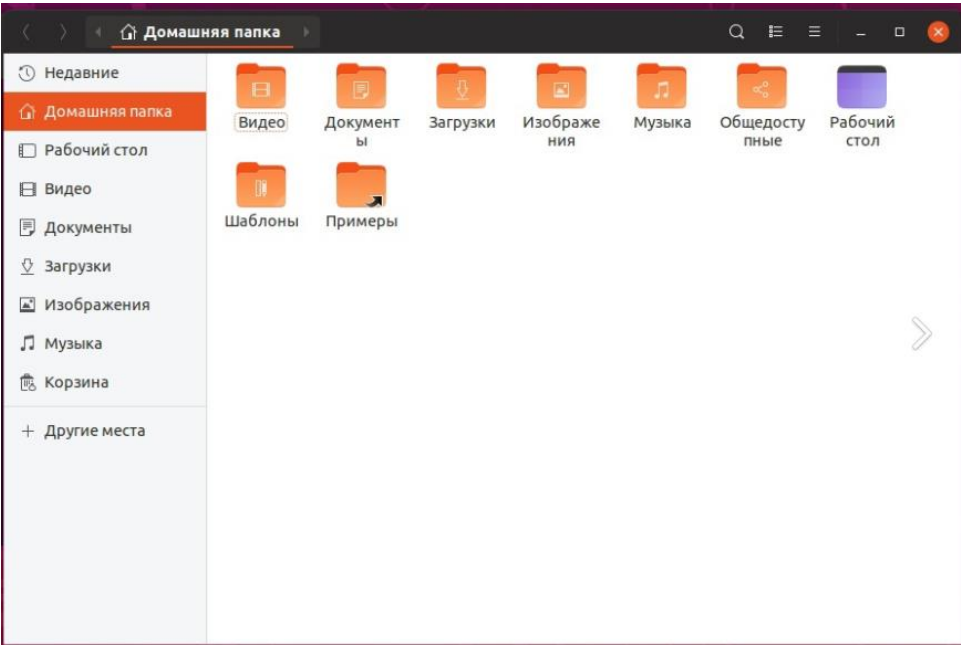 Домашняя папка
Недавние
Домашняя папка
Рабочий стол
Видео
Документы
Загрузки
Изображения
Музыка
Корзина
Другие места
Видео
Документ
ы
Загрузки
Изображе
ния
Музыка
Общедосту
пные
Рабочий
стол
Шаблоны
Примеры